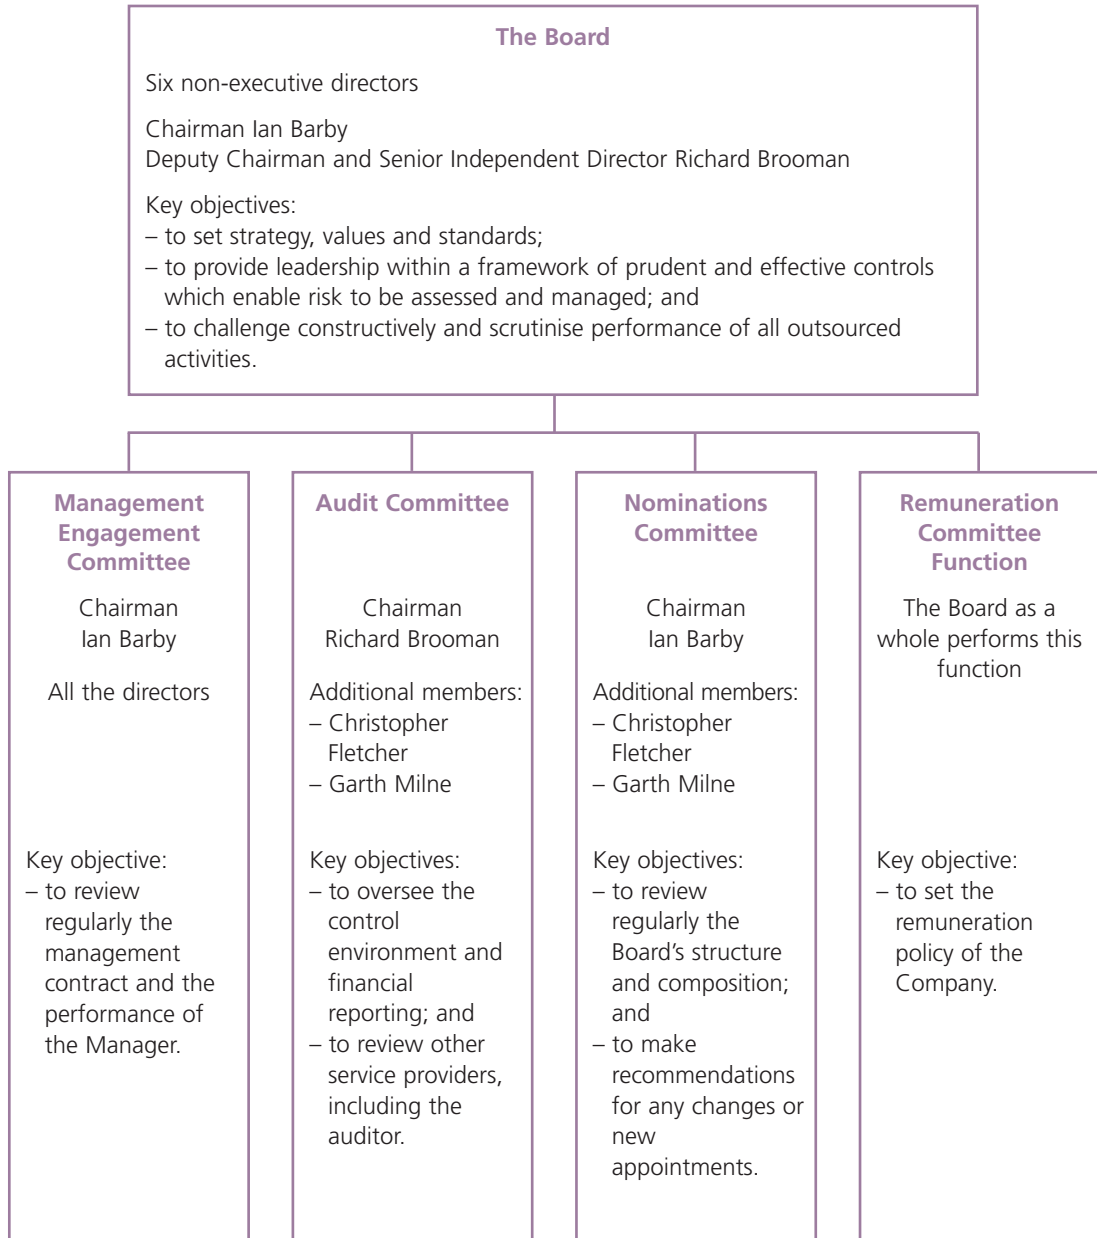 The Board
Six non-executive directors
Chairman Ian Barby
Deputy Chairman and Senior Independent Director Richard Brooman
Key objectives:
– to set strategy, values and standards;
– to provide leadership within a framework of prudent and effective controls
which enable risk to be assessed and managed; and
– to challenge constructively and scrutinise performance of all outsourced
activities.
Management
Engagement
Committee
Chairman
Ian Barby
All the directors
Key objective:
– to review
regularly the
management
contract and the
performance of
the Manager.
Audit Committee
Chairman
Richard Brooman
Additional members:
– Christopher
Fletcher
– Garth Milne
Key objectives:
– to oversee the
control
environment and
financial
reporting; and
– to review other
service providers,
including the
auditor.
Nominations
Committee
Chairman
Ian Barby
Additional members:
– Christopher
Fletcher
– Garth Milne
Key objectives:
– to review
regularly the
Board’s structure
and composition;
and
– to make
recommendations
for any changes or
new
appointments.
Remuneration
Committee
Function
The Board as a
whole performs this
function
Key objective:
– to set the
remuneration
policy of the
Company.